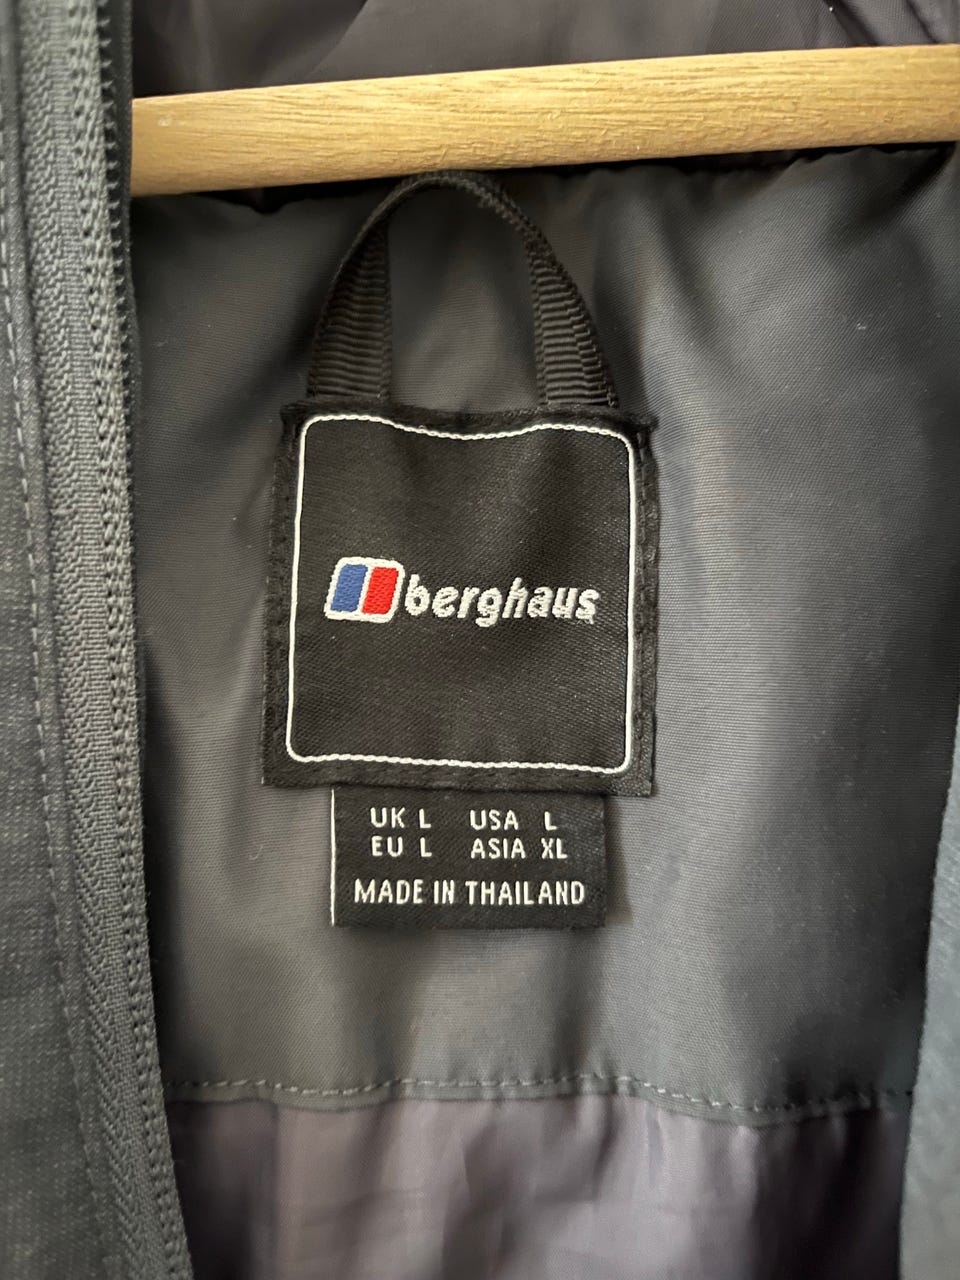 berghaus
UK L USA L
EU L ASIA XL
MADE IN THAILAND